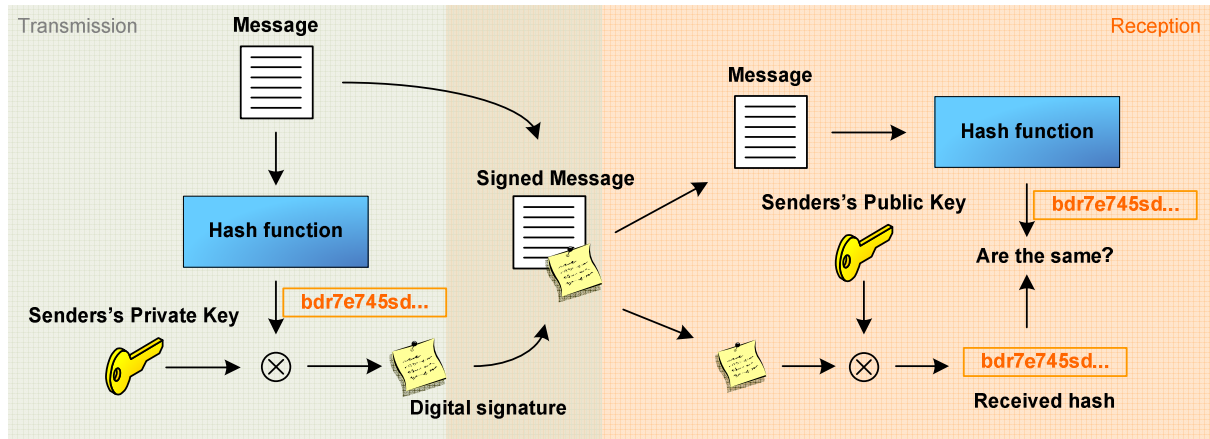 Transmission
Message
Hash function
bdr7e745sd...
Senders's Private Key
Digital signature
Signed Message
Reception
Message
Hash function
bdr7e745sd...
Senders's Public Key
Are the same?
bdr7e745sd...
Received hash